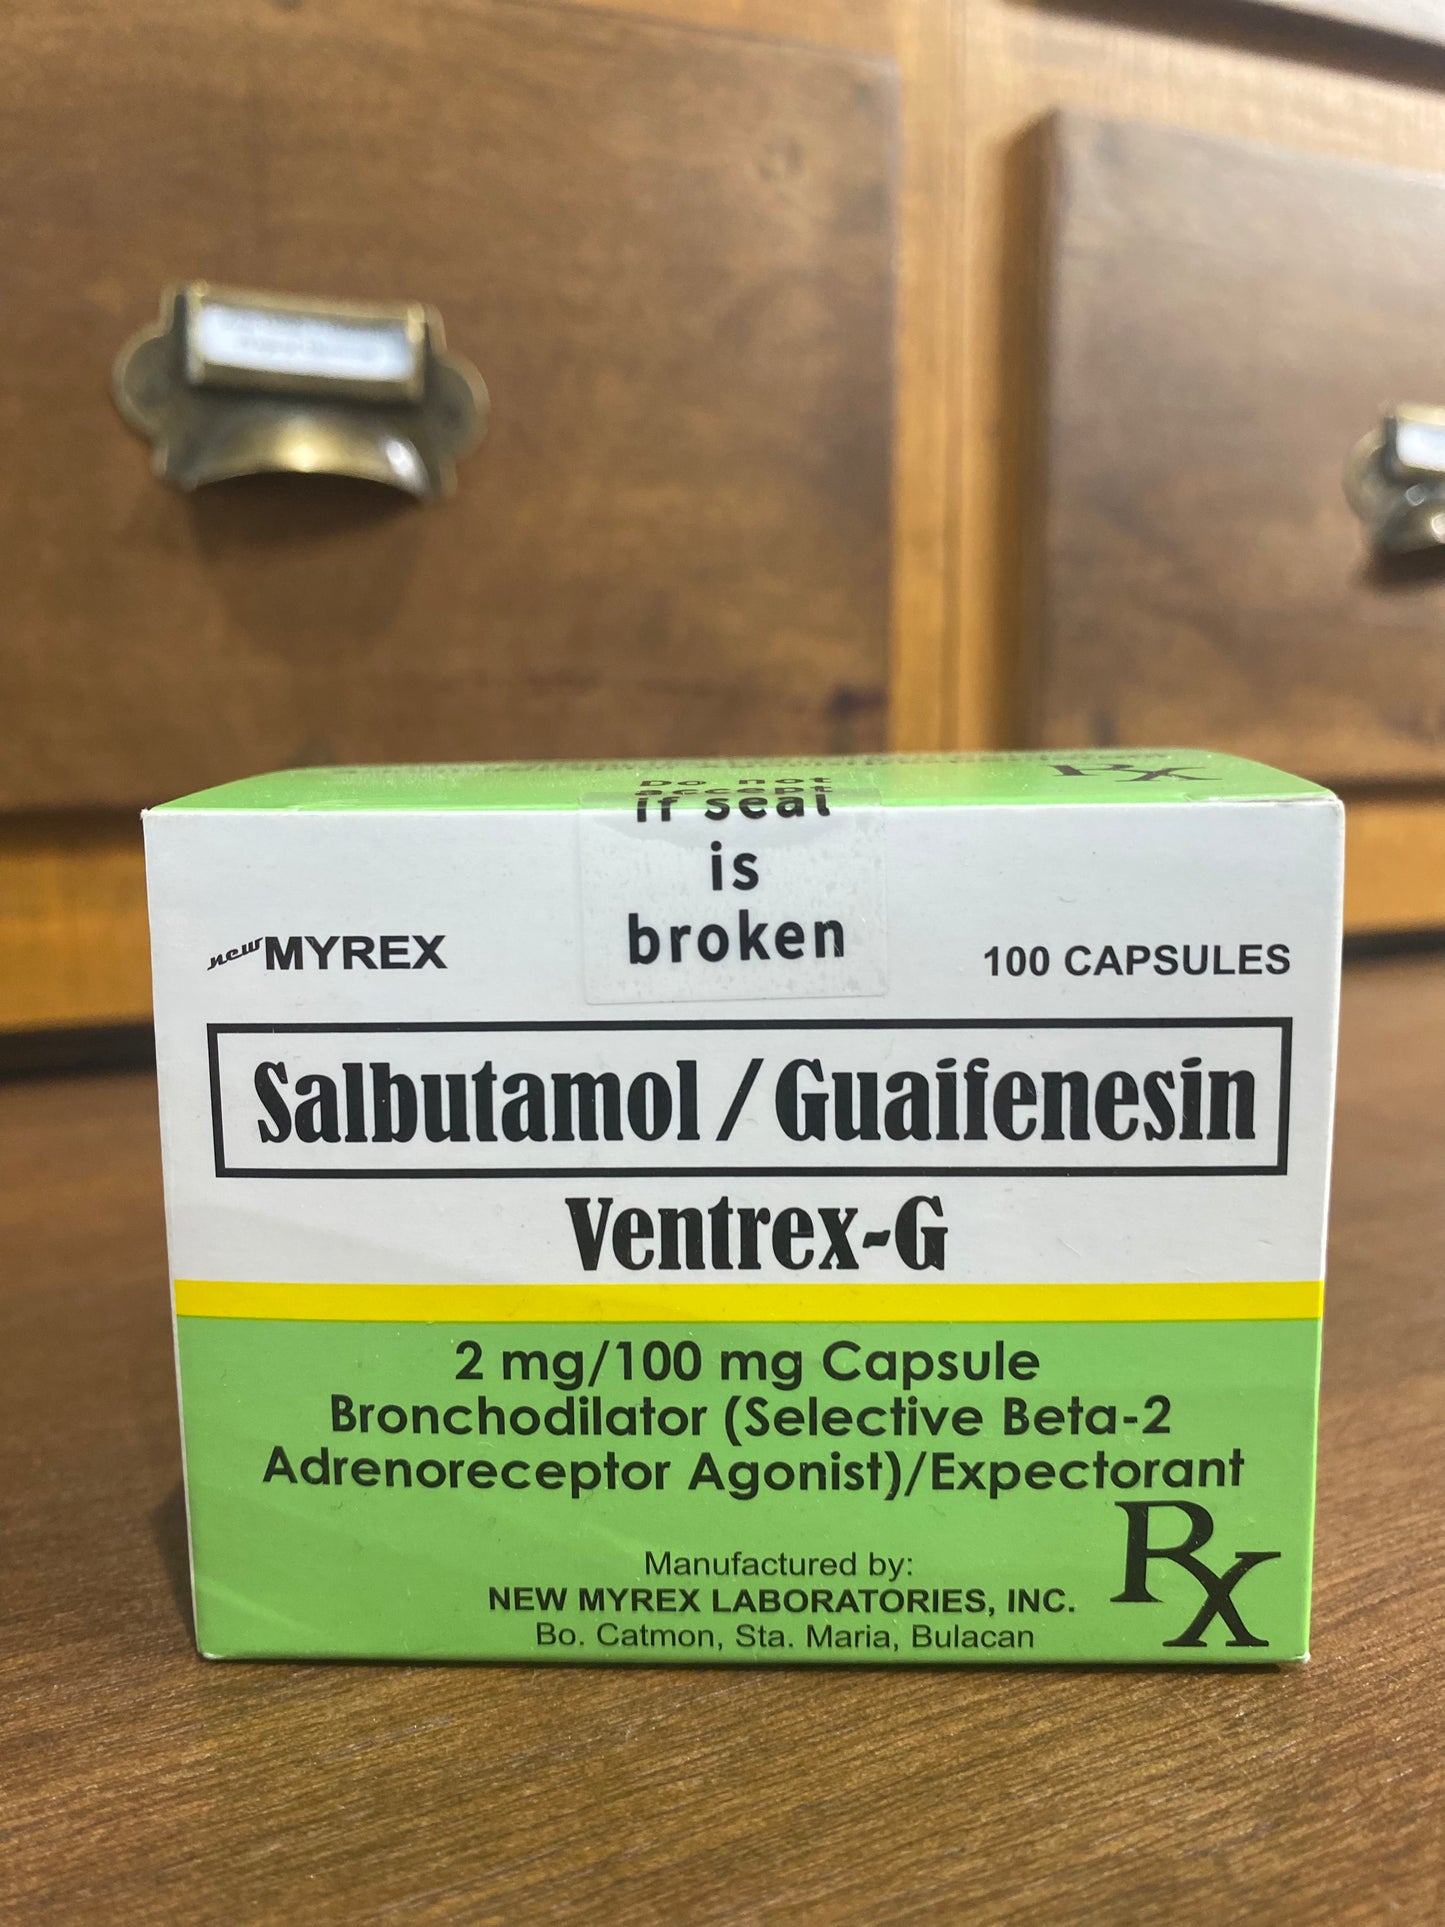 Rx
Do not
accept
if seal
is
broken
new MYREX
100 CAPSULES
Salbutamol / Guaifenesin
Ventrex-G
2 mg/100 mg Capsule
Bronchodilator (Selective Beta-2
Adrenoreceptor Agonist)/Expectorant
Rx
Manufactured by:
NEW MYREX LABORATORIES, INC.
Bo. Catmon, Sta. Maria, Bulacan